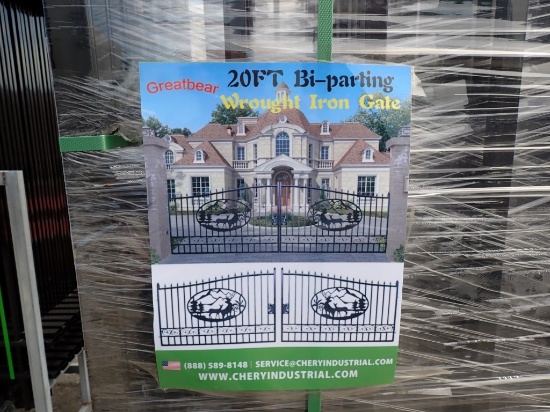 Greatbear
20FT Bi-parting
Wrought Iron Gate
(888) 589-8148 | SERVICE@CHERYINDUSTRIAL.COM
WWW.CHERYINDUSTRIAL.COM